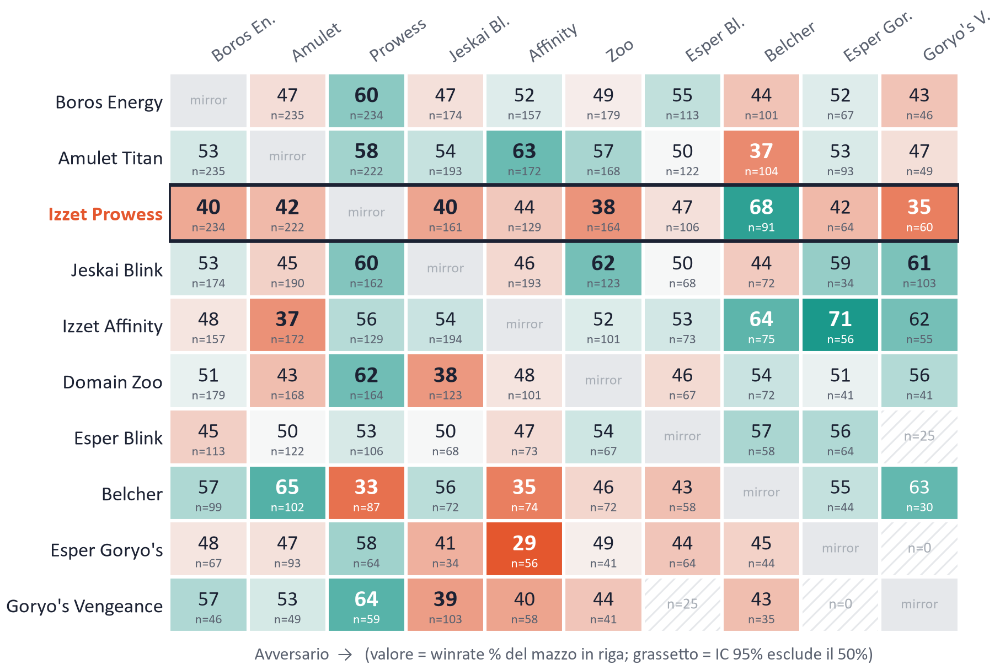 Boros En. Amulet Prowess Jeskai Bl. Affinity Zoo Esper Bl. Belcher Esper Gor. Goryo's V.
Boros Energy mirror 47 60 47 52 49 55 44 52 43
n=235 n=234 n=174 n=157 n=179 n=113 n=101 n=67 n=46
Amulet Titan 53 mirror 58 54 63 57 50 37 53 47
n=235 n=222 n=193 n=172 n=168 n=122 n=104 n=93 n=49
Izzet Prowess 40 42 mirror 40 44 38 47 68 42 35
n=234 n=222 n=161 n=129 n=164 n=106 n=91 n=64 n=60
Jeskai Blink 53 45 60 mirror 46 62 50 44 59 61
n=174 n=190 n=162 n=193 n=123 n=68 n=72 n=34 n=103
Izzet Affinity 48 37 56 54 mirror 52 53 64 71 62
n=157 n=172 n=129 n=194 n=101 n=73 n=75 n=56 n=55
Domain Zoo 51 43 62 38 48 mirror 46 54 51 56
n=179 n=168 n=164 n=123 n=101 n=67 n=72 n=41 n=41
Esper Blink 45 50 53 50 47 54 mirror 57 56 n=25
n=113 n=122 n=106 n=68 n=73 n=67 n=58 n=64
Belcher 57 65 33 56 35 46 43 mirror 55 63
n=99 n=102 n=87 n=72 n=74 n=72 n=58 n=44 n=30
Esper Goryo's 48 47 58 41 29 49 44 45 mirror n=0
n=67 n=93 n=64 n=34 n=56 n=41 n=64 n=44
Goryo's Vengeance 57 53 64 39 40 44 n=25 43 n=0 mirror
n=46 n=49 n=59 n=103 n=58 n=41 n=35
Avversario → (valore = winrate % del mazzo in riga; grassetto = IC 95% esclude il 50%)